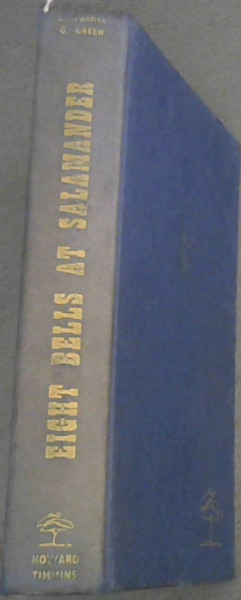 G GREEN
EIGHT BELLS AT SALAMANDER
HOWARD
TIMMINS